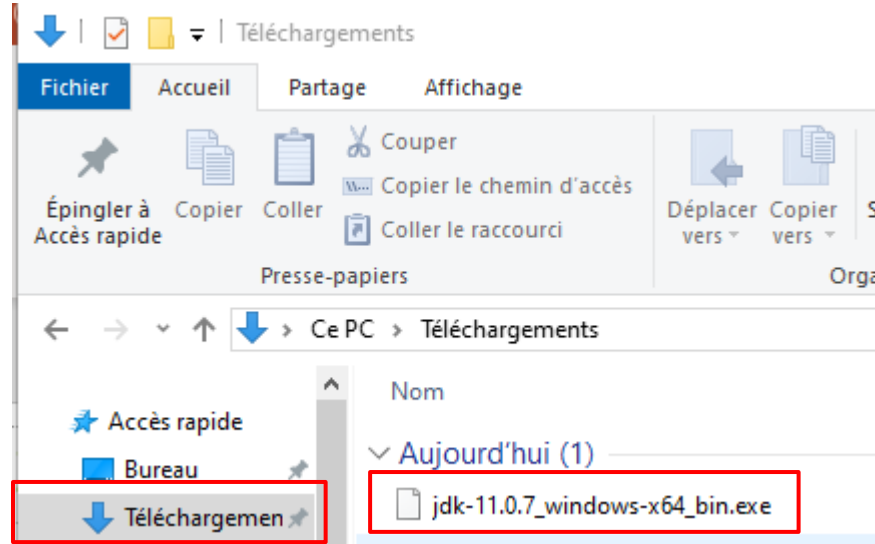 Téléchargements
Fichier Accueil Partage Affichage
Épingler à Accès rapide
Copier
Coller
Couper
Copier le chemin d'accès
Coller le raccourci
Déplacer vers
Copier vers
Presse-papiers
Ce PC > Téléchargements
Nom
Accès rapide
Bureau
Téléchargemen
Aujourd'hui (1)
jdk-11.0.7_windows-x64_bin.exe